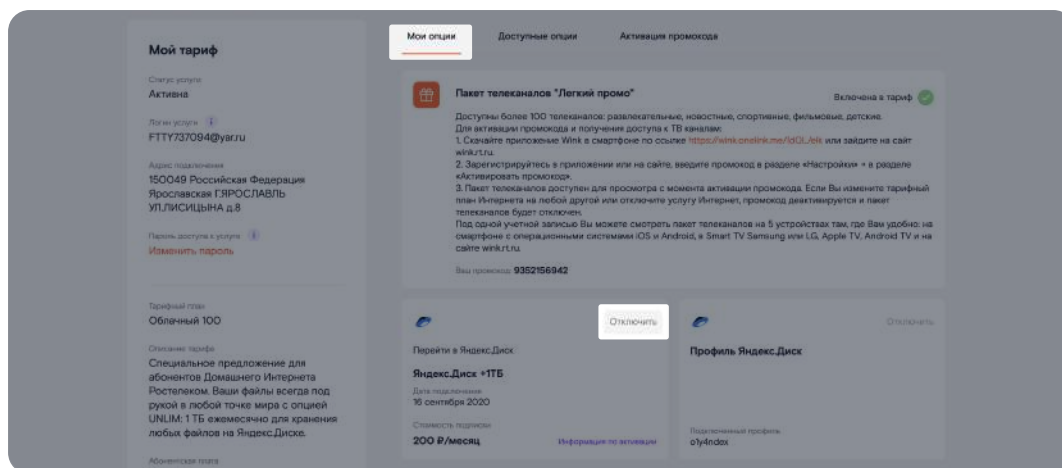 Мой тариф
Статус услуги
Активна
Логин услуги
FTTY737094@yar.ru
Адрес подключения
150049 Российская Федерация
Ярославская Г.ЯРОСЛАВЛЬ
УЛ.ЛИСИЦЫНА д.8
Пароль доступа к услуге
Изменить пароль
Тарифный план
Облачный 100
Описание тарифа
Специальное предложение для
абонентов Домашнего Интернета
Ростелеком. Ваши файлы всегда под
рукой в любой точке мира с опцией
UNLIM: 1 ТБ ежемесячно для хранения
любых файлов на Яндекс.Диске.
Абонентская плата
Мои опции Доступные опции Активация промокода
Пакет телеканалов "Легкий промо" Включена в тариф
Доступны более 100 телеканалов: развлекательные, новостные, спортивные, фильмовые, детские.
Для активации промокода и получения доступа к ТВ каналам:
1. Скачайте приложение Wink в смартфоне по ссылке или зайдите на сайт
wink.rt.ru.
2. Зарегистрируйтесь в приложении или на сайте, введите промокод в разделе «Настройки» + в разделе
«Активировать промокод».
3. Пакет телеканалов доступен для просмотра с момента активации промокода. Если Вы измените тарифный
план Интернета на любой другой или отключите услугу Интернет, промокод деактивируется и пакет
телеканалов будет отключен.
Под одной учетной записью Вы можете смотреть пакет телеканалов на 5 устройствах там, где Вам удобно: на
смартфоне с операционными системами iOS и Android, в Smart TV Samsung или LG, Apple TV, Android TV и на
сайте wink.rt.ru.
Ваш промокод: 9352156942
Отключить
Перейти в Яндекс.Диск
Яндекс.Диск +1ТБ
Дата подключения
16 сентября 2020
Стоимость подписки
200 ₽/месяц Информация по активации
Отключить
Профиль Яндекс.Диск
Подключенный профиль
o1y4ndex